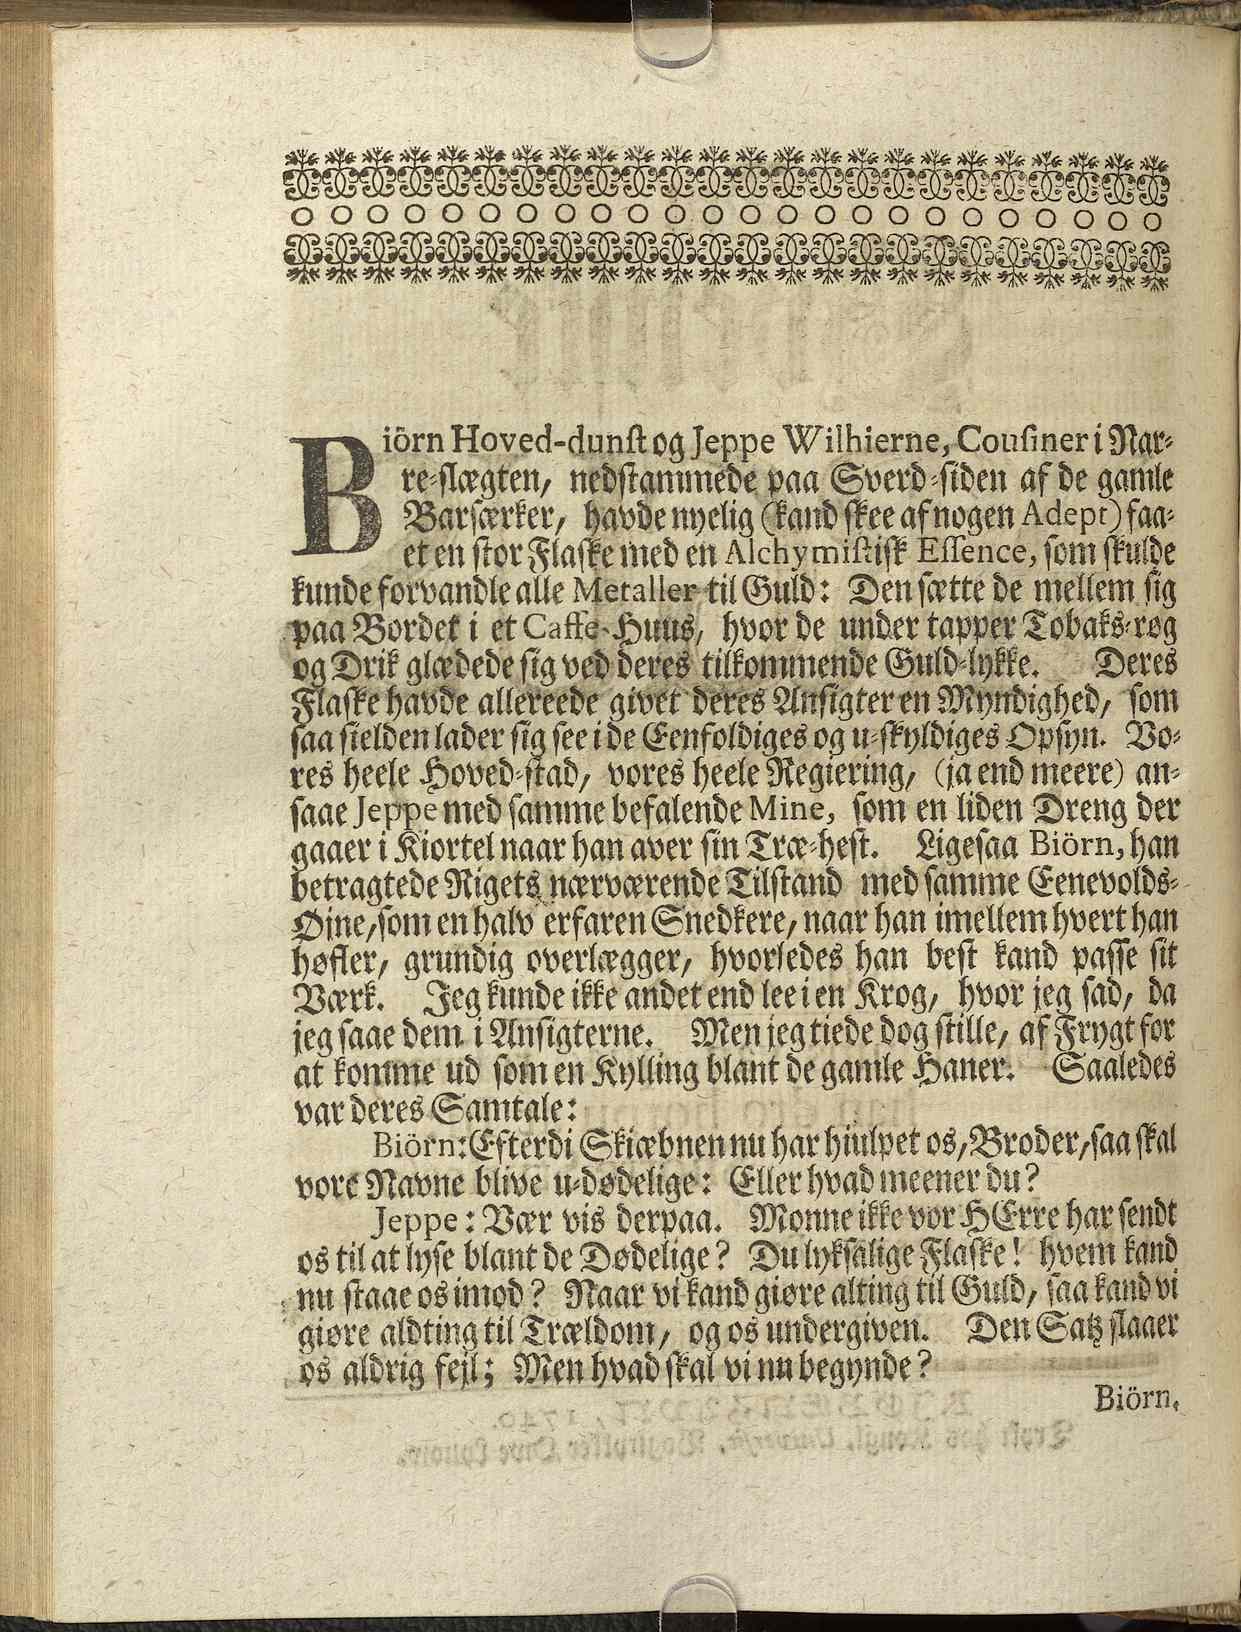 Biörn Hoved-dunst og Jeppe Wilhierne, Cousiner i Nar-
re-slægten, nedstammede paa Sverd-siden af de gamle
Barsærker, havde nyelig (kand skee af nogen Adept) faa-
et en stor Flaske med en Alchymistisk Essence, som skulde
kunde forvandle alle Metaller til Guld: Den sætte de mellem sig
paa Bordet i et Caffe-Huus, hvor de under tapper Tobaks-røg
og Drik glædede sig ved deres tilkommende Guld-lykke. Deres
Flaske havde allereede givet deres Ansigter en Myndighed, som
saa sielden lader sig see i de Eenfoldiges og u-skyldiges Opsyn. Vo-
res heele Hoved-stad, vores heele Regiering, (ja end meere) an-
saae Jeppe med samme befalende Mine, som en liden Dreng der
gaaer i Kiortel naar han aver sin Træ-hest. Ligesaa Biörn, han
betragtede Rigets nærværende Tilstand med samme Eenevolds-
Øine, som en halv erfaren Snedkere, naar han imellem hvert han
høfler, grundig overlægger, hvorledes han best kand passe sit
Værk. Jeg kunde ikke andet end lee i en Krog, hvor jeg sad, da
jeg saae dem i Ansigterne. Men jeg tiede dog stille, af Frygt for
at komme ud som en Kylling blant de gamle Haner. Saaledes
var deres Samtale:
Biörn: Efterdi Skiæbnen nu har hiulpet os, Broder, saa skal
vore Navne blive u-dødelige: Eller hvad meener du?
Jeppe: Vær vis derpaa. Monne ikke vor HErre har sendt
os til at lyse blant de Dødelige? Du lyksalige Flaske! hvem kand
nu staae os imod? Naar vi kand giøre alting til Guld, saa kand vi
giøre aldting til Trældom, og os undergiven. Den Satz slaaer
os aldrig fejl; Men hvad skal vi nu begynde?
Biörn.